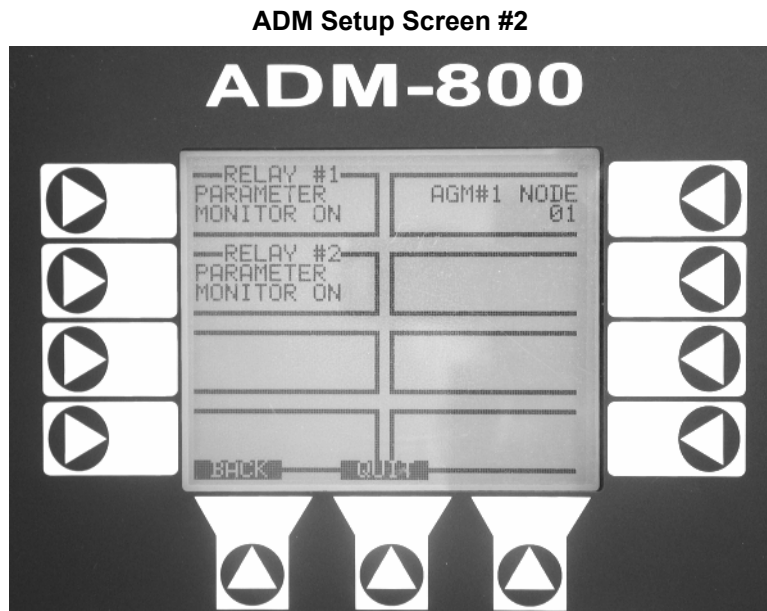 ADM Setup Screen #2
ADM-800
RELAY #1
PARAMETER
MONITOR ON
AGM#1 NODE
01
RELAY #2
PARAMETER
MONITOR ON
BACK
QUIT